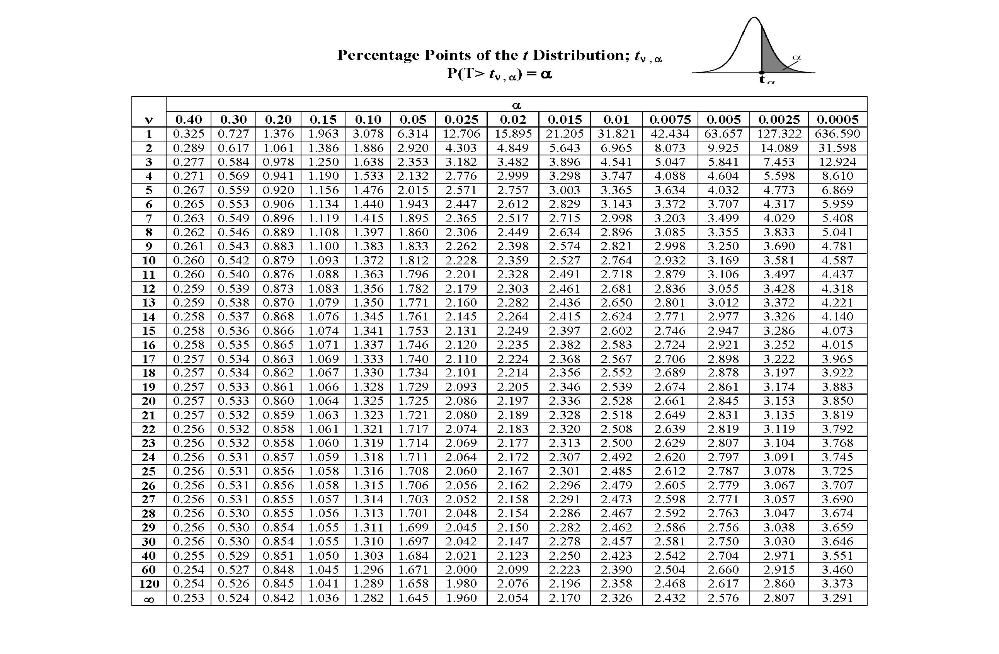 Percentage Points of the t Distribution; tν , α
P(T> tν , α) = α
α
tα
α
ν 0.40 0.30 0.20 0.15 0.10 0.05 0.025 0.02 0.015 0.01 0.0075 0.005 0.0025 0.0005
1 0.325 0.727 1.376 1.963 3.078 6.314 12.706 15.895 21.205 31.821 42.434 63.657 127.322 636.590
2 0.289 0.617 1.061 1.386 1.886 2.920 4.303 4.849 5.643 6.965 8.073 9.925 14.089 31.598
3 0.277 0.584 0.978 1.250 1.638 2.353 3.182 3.482 3.896 4.541 5.047 5.841 7.453 12.924
4 0.271 0.569 0.941 1.190 1.533 2.132 2.776 2.999 3.298 3.747 4.088 4.604 5.598 8.610
5 0.267 0.559 0.920 1.156 1.476 2.015 2.571 2.757 3.003 3.365 3.634 4.032 4.773 6.869
6 0.265 0.553 0.906 1.134 1.440 1.943 2.447 2.612 2.829 3.143 3.372 3.707 4.317 5.959
7 0.263 0.549 0.896 1.119 1.415 1.895 2.365 2.517 2.715 2.998 3.203 3.499 4.029 5.408
8 0.262 0.546 0.889 1.108 1.397 1.860 2.306 2.449 2.634 2.896 3.085 3.355 3.833 5.041
9 0.261 0.543 0.883 1.100 1.383 1.833 2.262 2.398 2.574 2.821 2.998 3.250 3.690 4.781
10 0.260 0.542 0.879 1.093 1.372 1.812 2.228 2.359 2.527 2.764 2.932 3.169 3.581 4.587
11 0.260 0.540 0.876 1.088 1.363 1.796 2.201 2.328 2.491 2.718 2.879 3.106 3.497 4.437
12 0.259 0.539 0.873 1.083 1.356 1.782 2.179 2.303 2.461 2.681 2.836 3.055 3.428 4.318
13 0.259 0.538 0.870 1.079 1.350 1.771 2.160 2.282 2.436 2.650 2.801 3.012 3.372 4.221
14 0.258 0.537 0.868 1.076 1.345 1.761 2.145 2.264 2.415 2.624 2.771 2.977 3.326 4.140
15 0.258 0.536 0.866 1.074 1.341 1.753 2.131 2.249 2.397 2.602 2.746 2.947 3.286 4.073
16 0.258 0.535 0.865 1.071 1.337 1.746 2.120 2.235 2.382 2.583 2.724 2.921 3.252 4.015
17 0.257 0.534 0.863 1.069 1.333 1.740 2.110 2.224 2.368 2.567 2.706 2.898 3.222 3.965
18 0.257 0.534 0.862 1.067 1.330 1.734 2.101 2.214 2.356 2.552 2.689 2.878 3.197 3.922
19 0.257 0.533 0.861 1.066 1.328 1.729 2.093 2.205 2.346 2.539 2.674 2.861 3.174 3.883
20 0.257 0.533 0.860 1.064 1.325 1.725 2.086 2.197 2.336 2.528 2.661 2.845 3.153 3.850
21 0.257 0.532 0.859 1.063 1.323 1.721 2.080 2.189 2.328 2.518 2.649 2.831 3.135 3.819
22 0.256 0.532 0.858 1.061 1.321 1.717 2.074 2.183 2.320 2.508 2.639 2.819 3.119 3.792
23 0.256 0.532 0.858 1.060 1.319 1.714 2.069 2.177 2.313 2.500 2.629 2.807 3.104 3.768
24 0.256 0.531 0.857 1.059 1.318 1.711 2.064 2.172 2.307 2.492 2.620 2.797 3.091 3.745
25 0.256 0.531 0.856 1.058 1.316 1.708 2.060 2.167 2.301 2.485 2.612 2.787 3.078 3.725
26 0.256 0.531 0.856 1.058 1.315 1.706 2.056 2.162 2.296 2.479 2.605 2.779 3.067 3.707
27 0.256 0.531 0.855 1.057 1.314 1.703 2.052 2.158 2.291 2.473 2.598 2.771 3.057 3.690
28 0.256 0.530 0.855 1.056 1.313 1.701 2.048 2.154 2.286 2.467 2.592 2.763 3.047 3.674
29 0.256 0.530 0.854 1.055 1.311 1.699 2.045 2.150 2.282 2.462 2.586 2.756 3.038 3.659
30 0.256 0.530 0.854 1.055 1.310 1.697 2.042 2.147 2.278 2.457 2.581 2.750 3.030 3.646
40 0.255 0.529 0.851 1.050 1.303 1.684 2.021 2.123 2.250 2.423 2.542 2.704 2.971 3.551
60 0.254 0.527 0.848 1.045 1.296 1.671 2.000 2.099 2.223 2.390 2.504 2.660 2.915 3.460
120 0.254 0.526 0.845 1.041 1.289 1.658 1.980 2.076 2.196 2.358 2.468 2.617 2.860 3.373
∞ 0.253 0.524 0.842 1.036 1.282 1.645 1.960 2.054 2.170 2.326 2.432 2.576 2.807 3.291